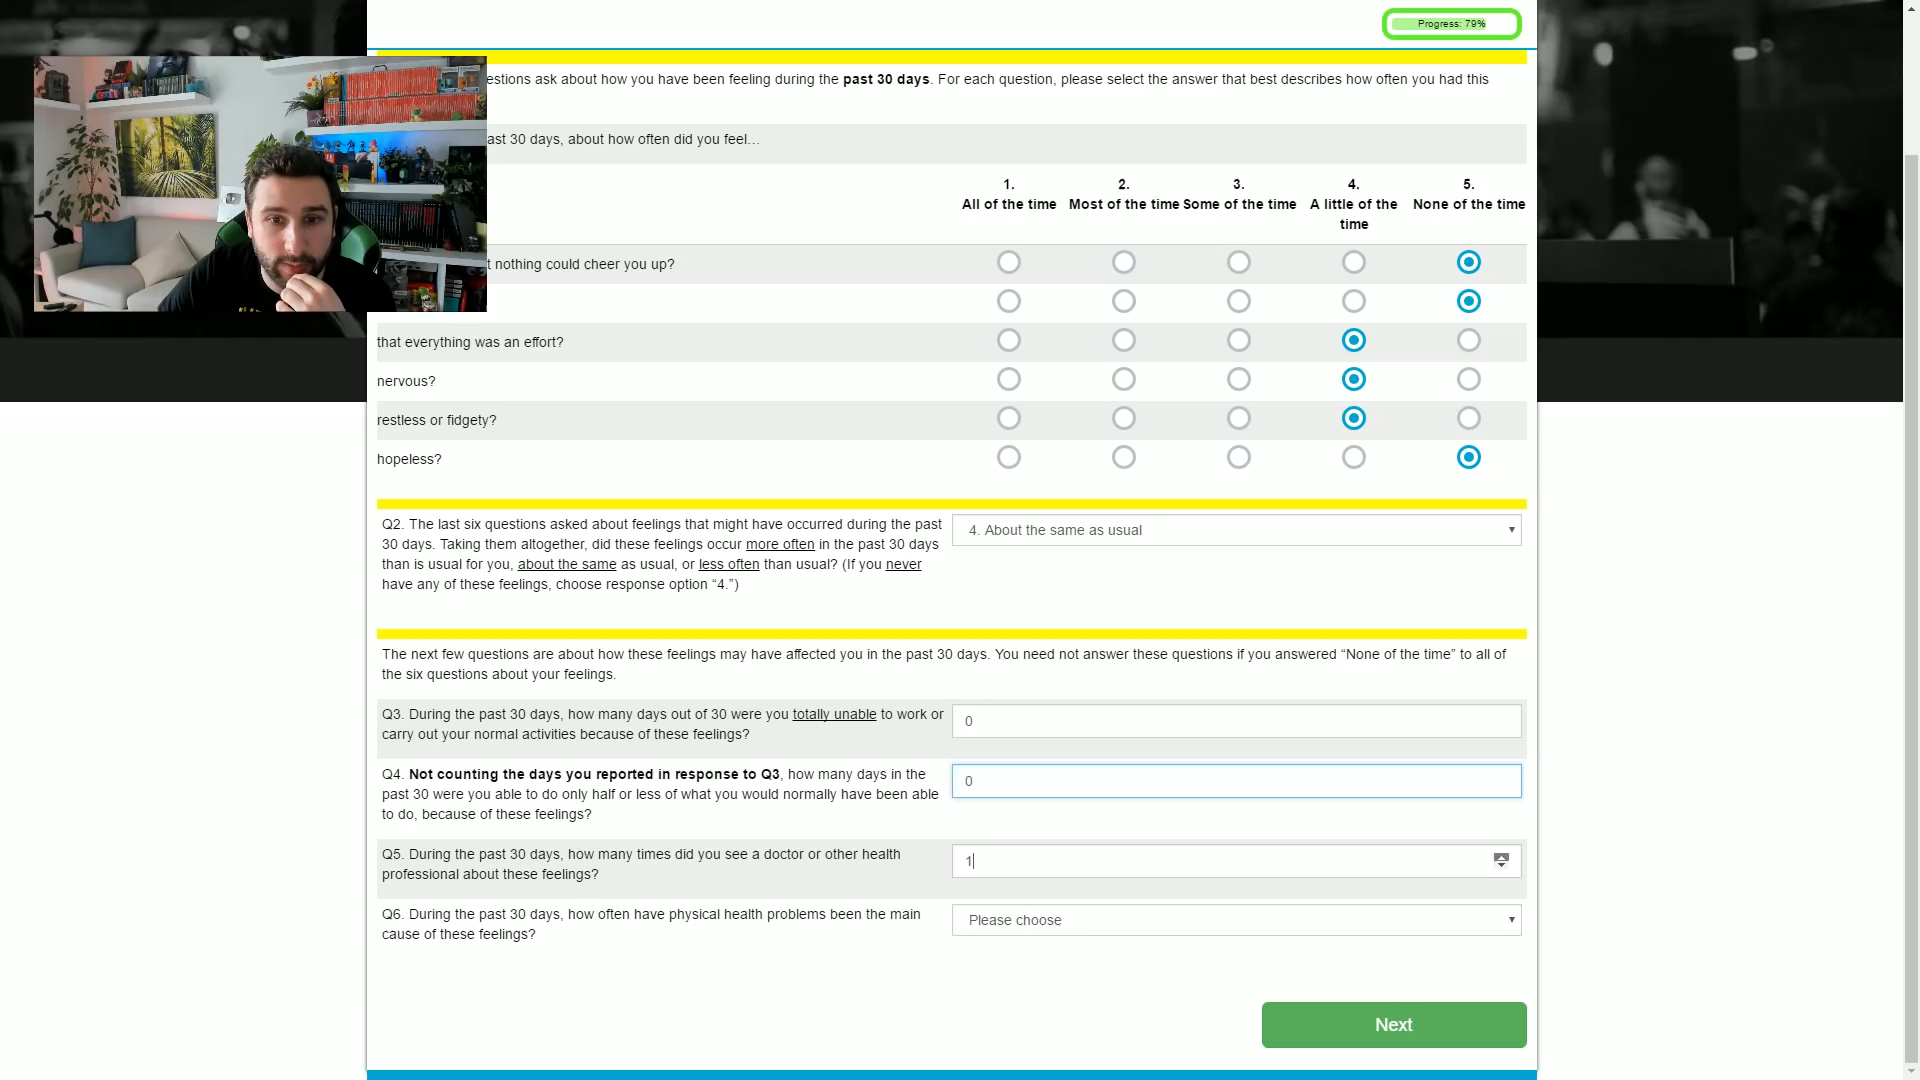 Progress: 79%
estions ask about how you have been feeling during the past 30 days. For each question, please select the answer that best describes how often you had this
ast 30 days, about how often did you feel…
1.
All of the time
2.
Most of the time
3.
Some of the time
4.
A little of the
time
5.
None of the time
t nothing could cheer you up?
that everything was an effort?
nervous?
restless or fidgety?
hopeless?
Q2. The last six questions asked about feelings that might have occurred during the past
30 days. Taking them altogether, did these feelings occur more often in the past 30 days
than is usual for you, about the same as usual, or less often than usual? (If you never
have any of these feelings, choose response option “4.”)
4. About the same as usual
The next few questions are about how these feelings may have affected you in the past 30 days. You need not answer these questions if you answered “None of the time” to all of
the six questions about your feelings.
Q3. During the past 30 days, how many days out of 30 were you totally unable to work or
carry out your normal activities because of these feelings?
0
Q4. Not counting the days you reported in response to Q3, how many days in the
past 30 were you able to do only half or less of what you would normally have been able
to do, because of these feelings?
0
Q5. During the past 30 days, how many times did you see a doctor or other health
professional about these feelings?
1
Q6. During the past 30 days, how often have physical health problems been the main
cause of these feelings?
Please choose
Next